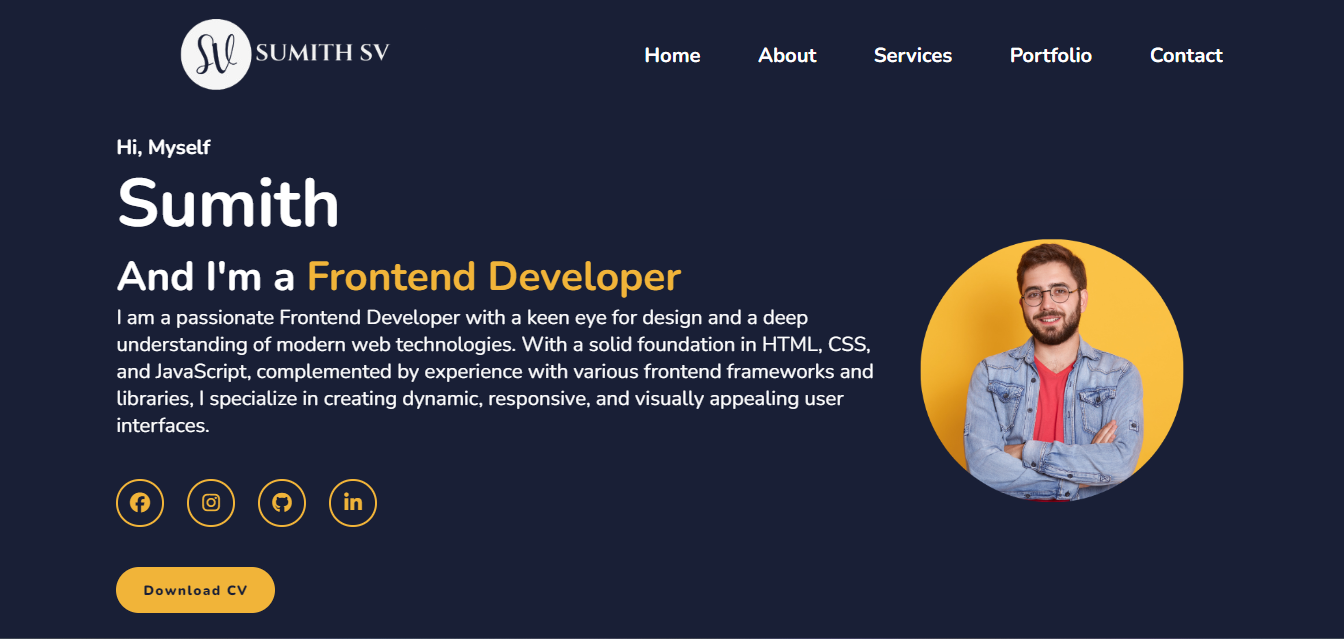 SV SUMITH SV
Home About Services Portfolio Contact
Hi, Myself
Sumith
And I'm a Frontend Developer
I am a passionate Frontend Developer with a keen eye for design and a deep
understanding of modern web technologies. With a solid foundation in HTML, CSS,
and JavaScript, complemented by experience with various frontend frameworks and
libraries, I specialize in creating dynamic, responsive, and visually appealing user
interfaces.
in
Download CV